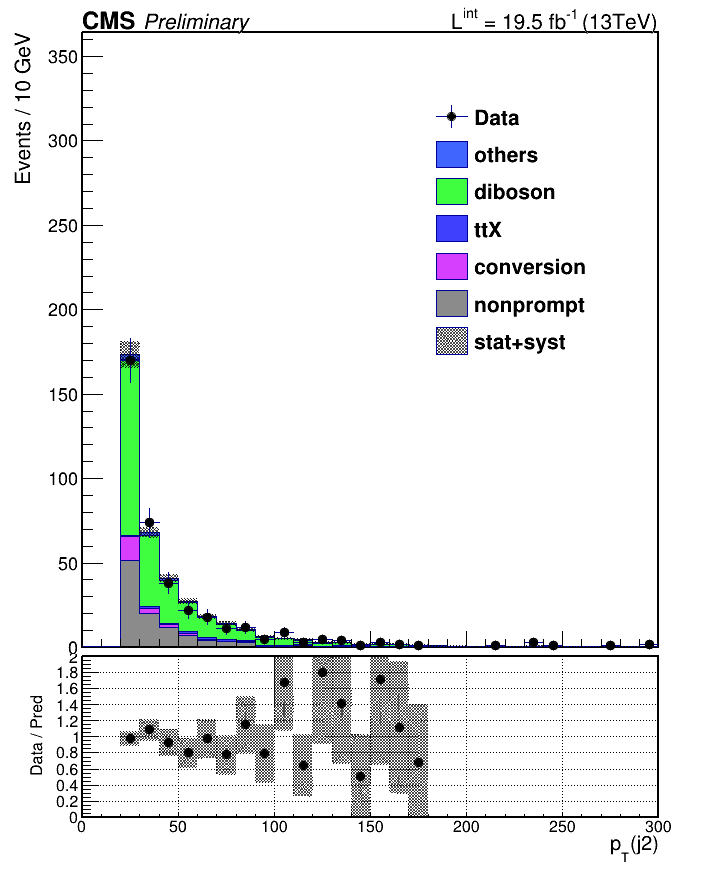 CMS Preliminary L^int = 19.5 fb^-1 (13TeV)
Events / 10 GeV
350
300
250
200
150
100
50
0
Data
others
diboson
ttX
conversion
nonprompt
stat+syst
Data / Pred
2
1.8
1.6
1.4
1.2
1
0.8
0.6
0.4
0.2
0
0 50 100 150 200 250 300
p_T(j2)